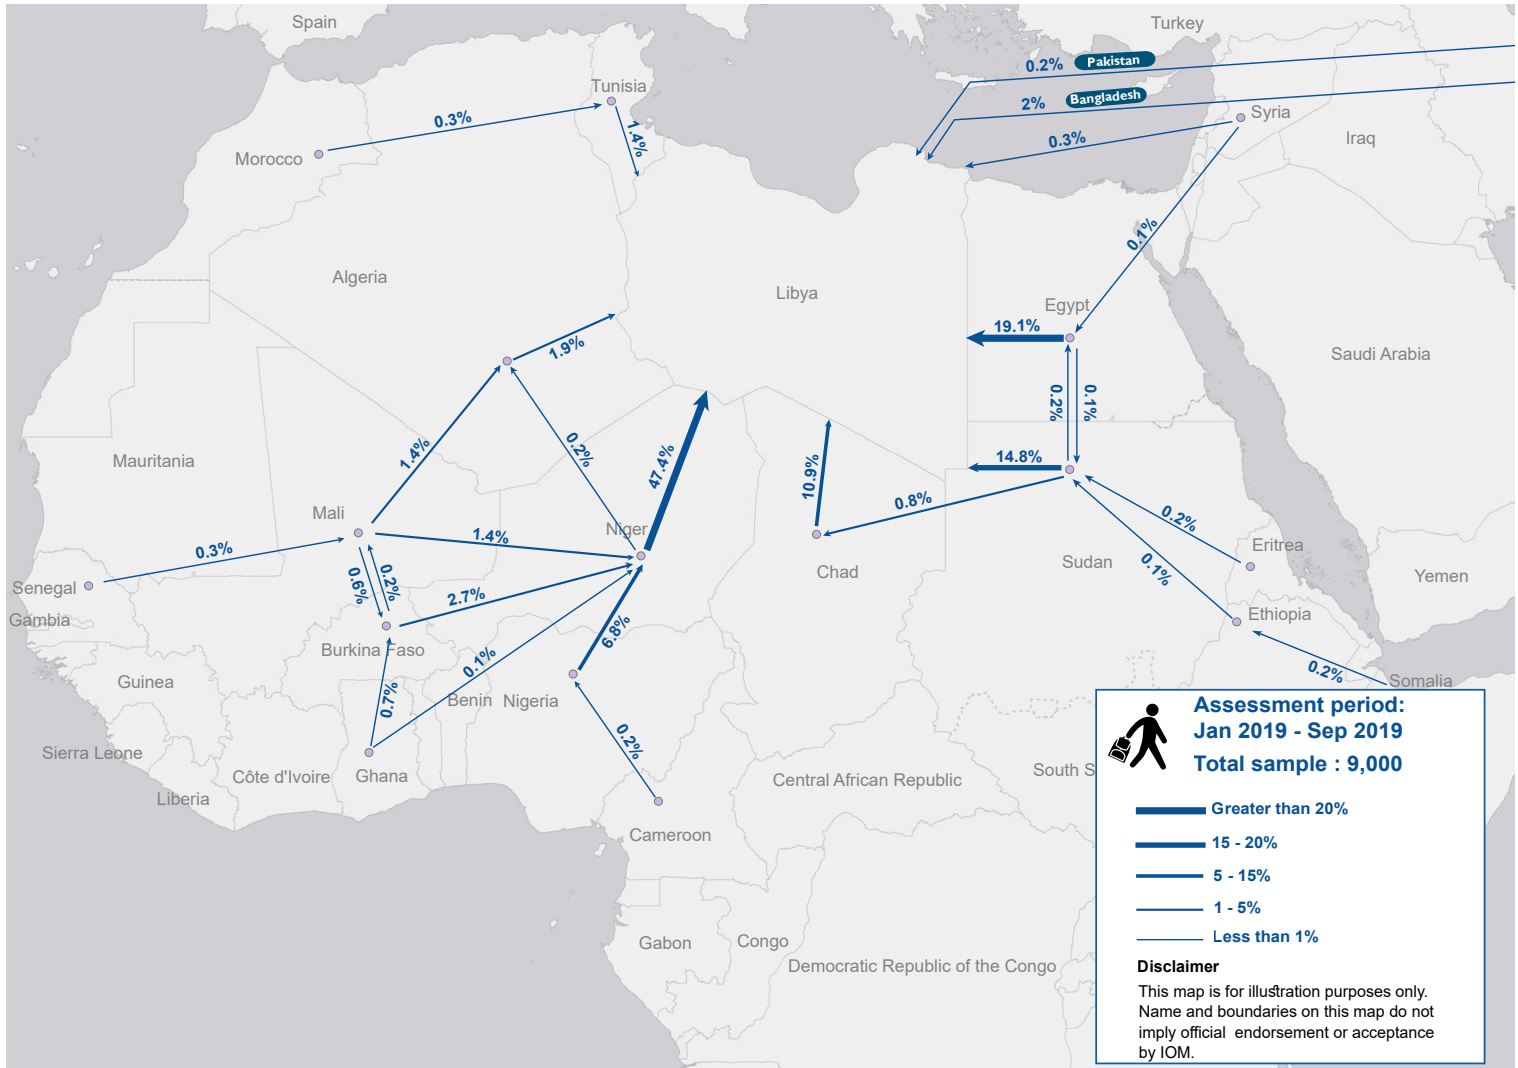 Spain
Turkey
0.2%
Pakistan
Tunisia
2%
Bangladesh
Syria
0.3%
1.4%
0.3%
Iraq
Morocco
0.1%
Algeria
Libya
Egypt
19.1%
1.9%
Saudi Arabia
0.2%
0.1%
1.4%
0.2%
47.4%
Mauritania
14.8%
10.9%
0.8%
Mali
0.2%
Niger
1.4%
0.3%
Eritrea
Sudan
0.1%
Chad
Yemen
Senegal
0.6%
0.2%
2.7%
Gambia
Ethiopia
6.8%
Burkina Faso
0.1%
0.2%
Somalia
Guinea
0.7%
Benin
Nigeria
0.2%
Sierra Leone
Côte d'Ivoire
Ghana
Central African Republic
South S
Liberia
Cameroon
Gabon
Congo
Democratic Republic of the Congo
Assessment period:
Jan 2019 - Sep 2019
Total sample : 9,000
Greater than 20%
15 - 20%
5 - 15%
1 - 5%
Less than 1%
Disclaimer
This map is for illustration purposes only.
Name and boundaries on this map do not
imply official endorsement or acceptance
by IOM.